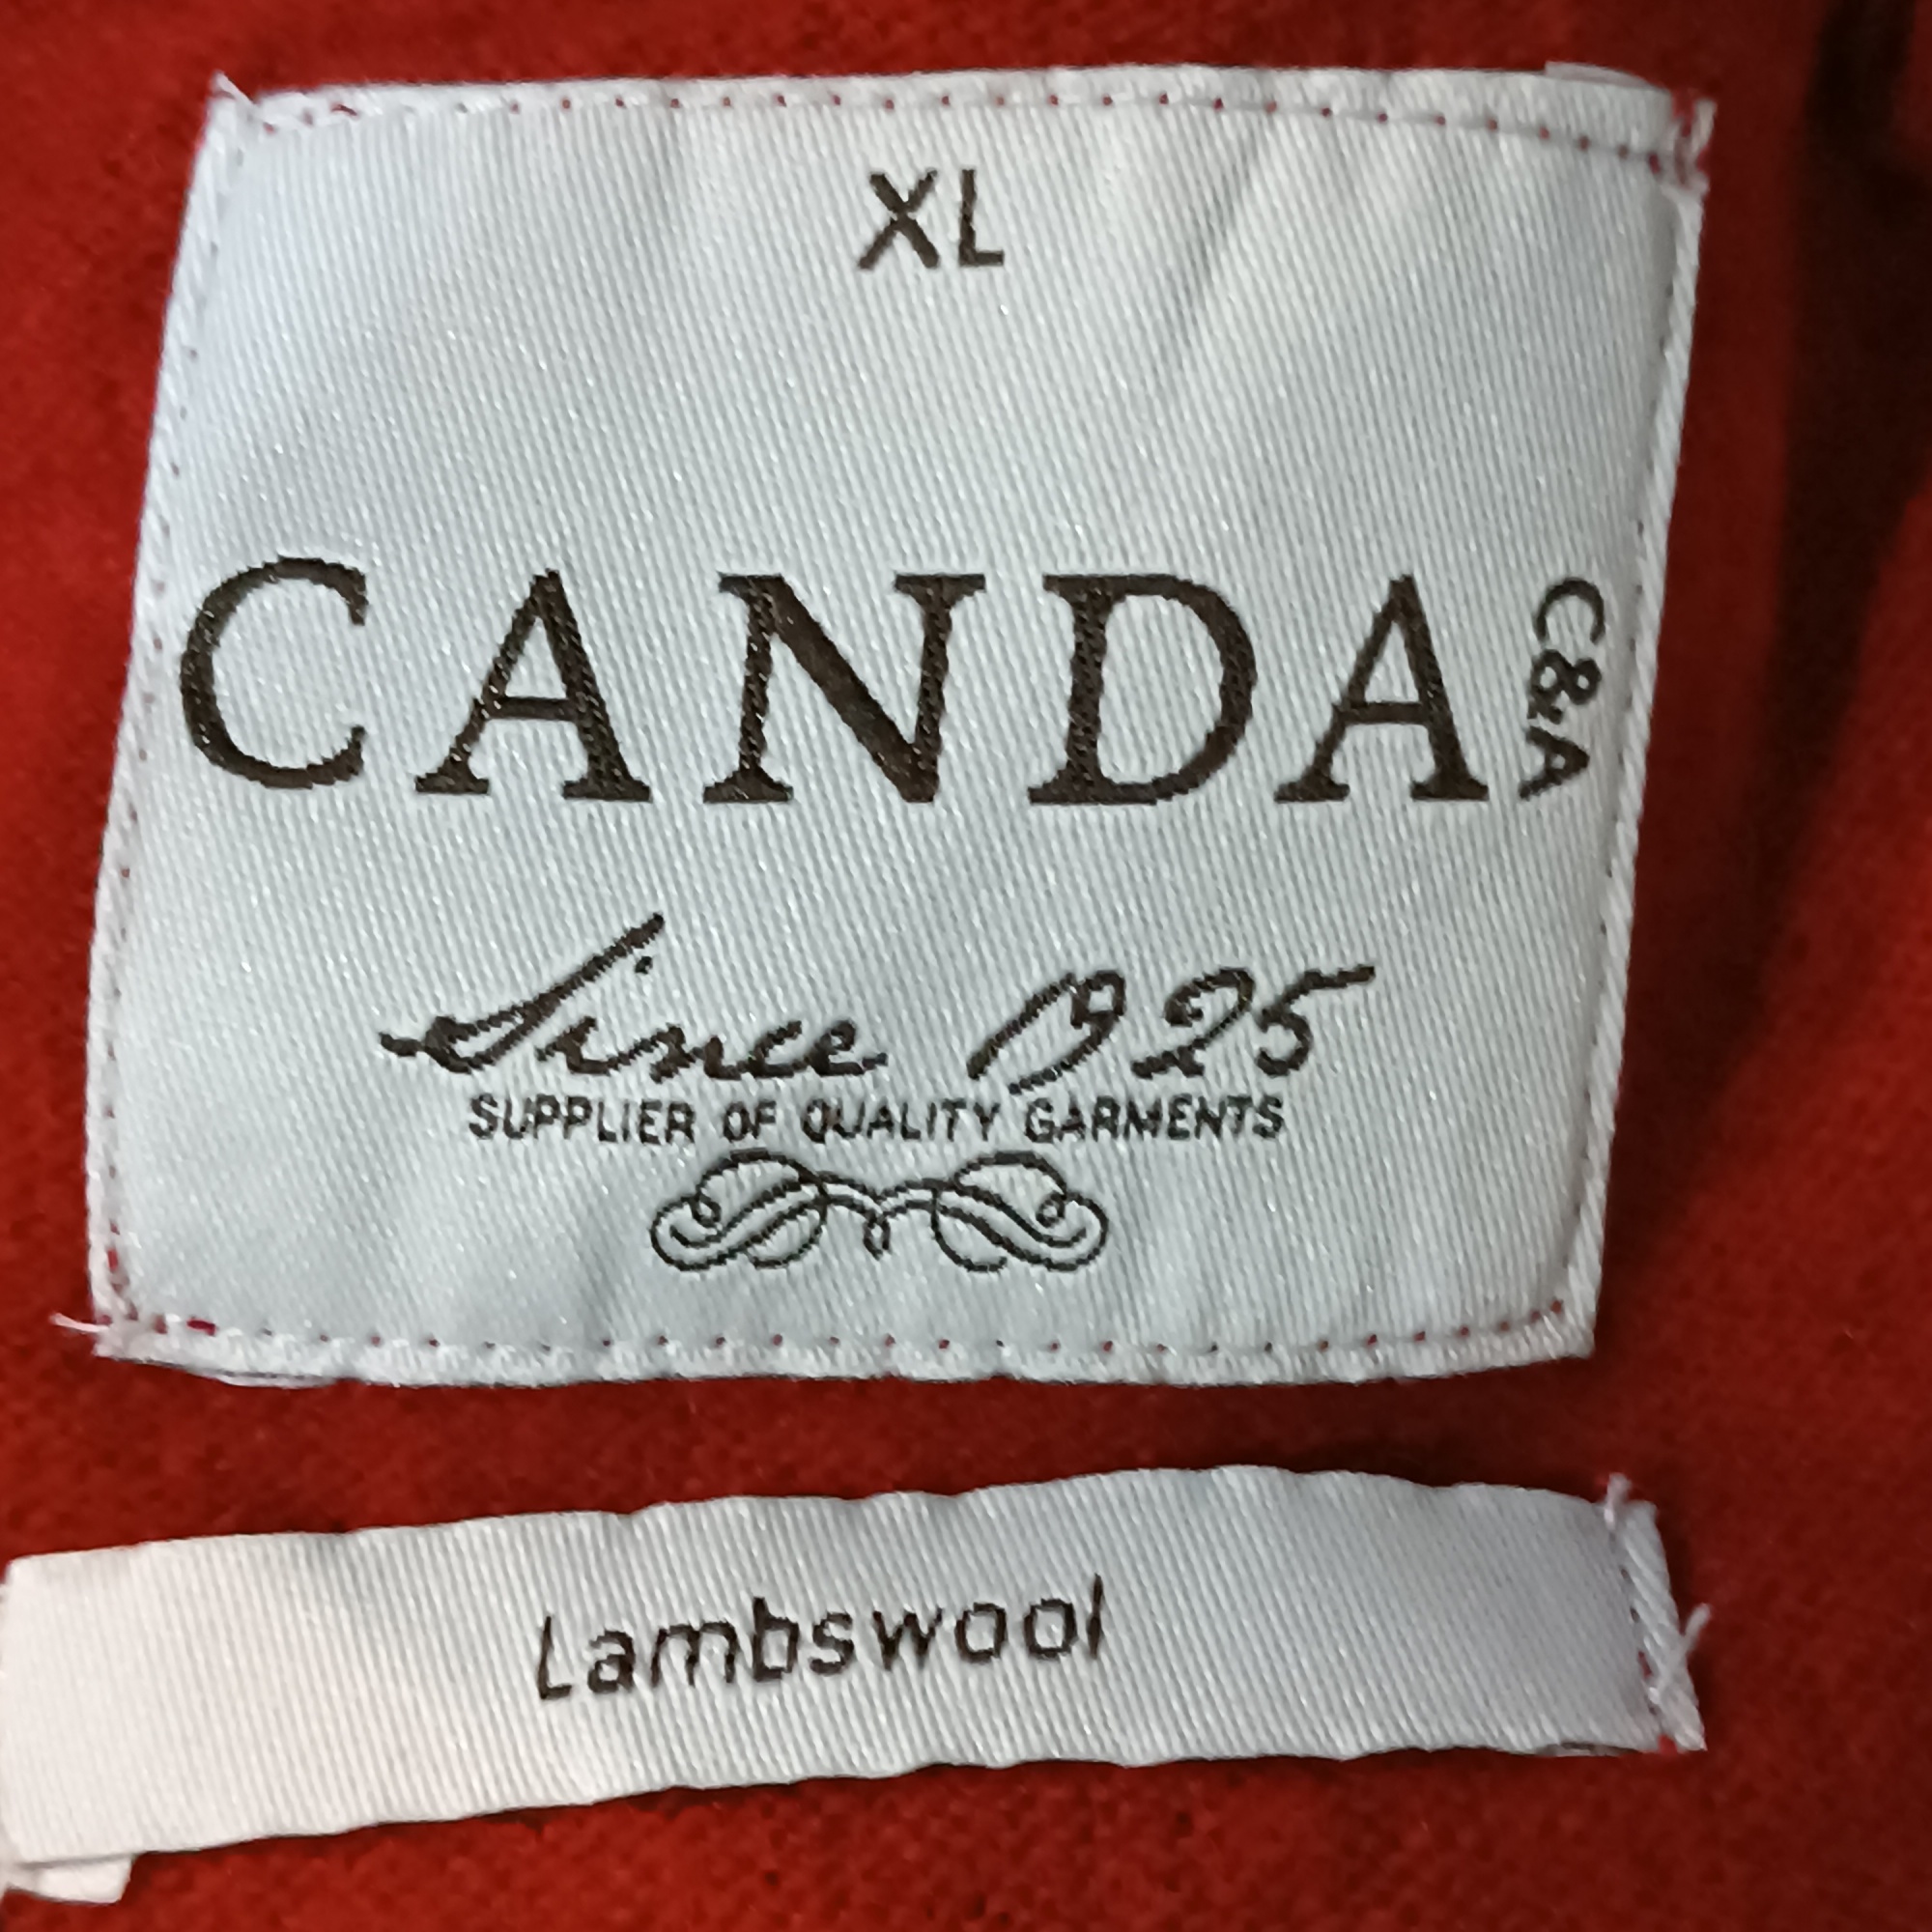 XL
CANDA C&A
Since 1925
SUPPLIER OF QUALITY GARMENTS
Lambswool